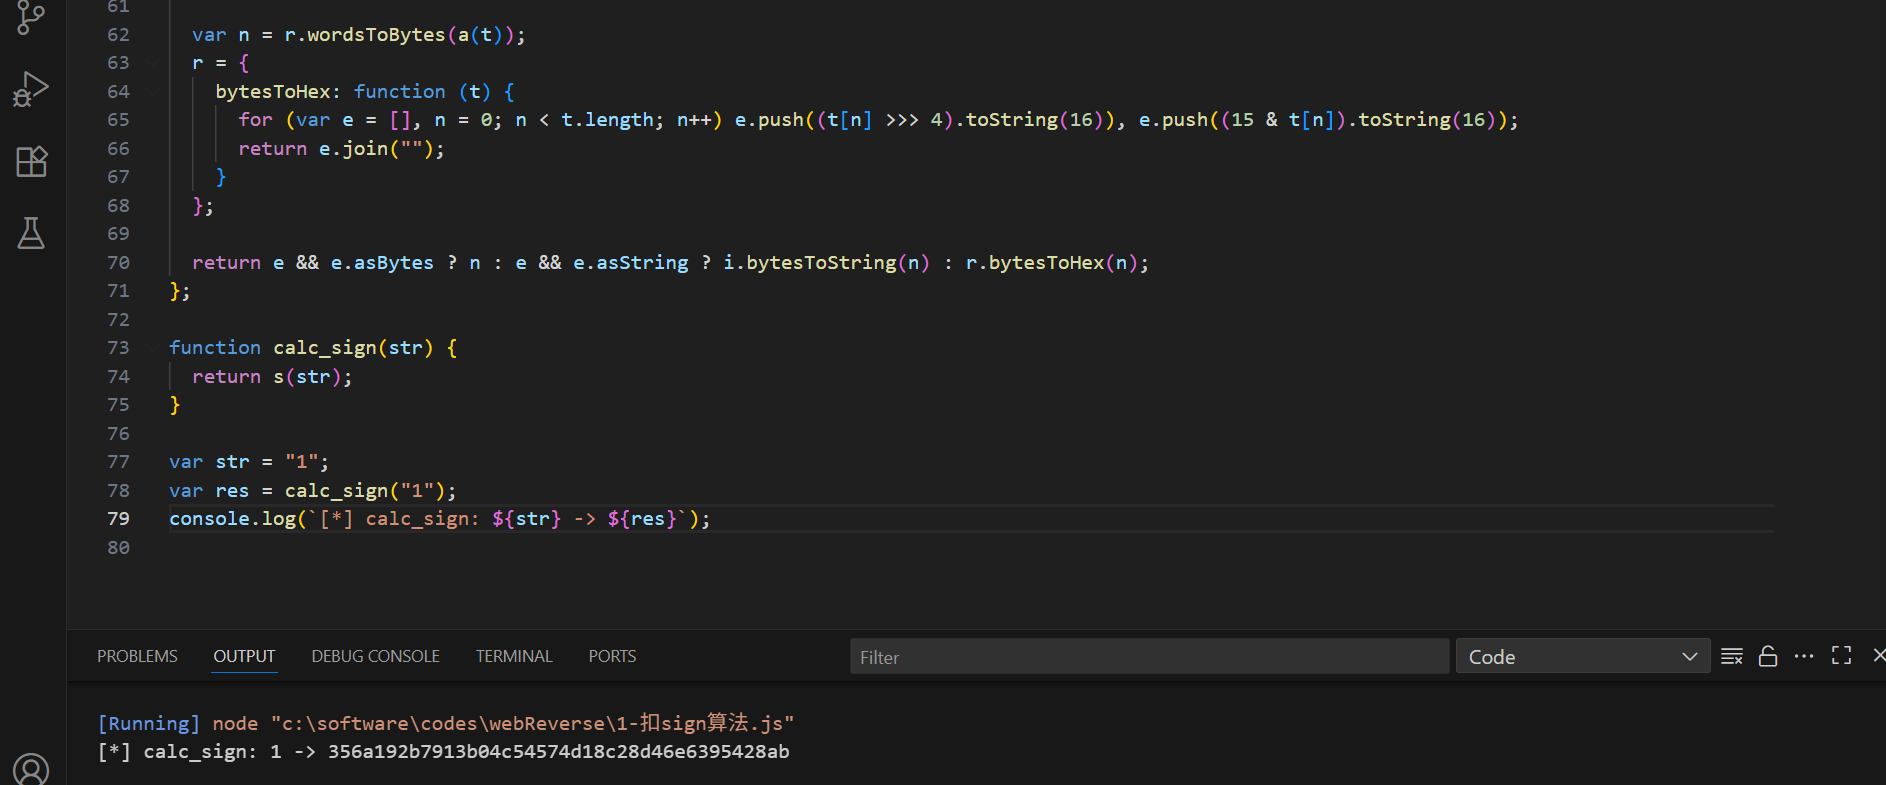 61
62 var n = r.wordsToBytes(a(t));
63 r = {
64 bytesToHex: function (t) {
65 for (var e = [], n = 0; n < t.length; n++) e.push((t[n] >>> 4).toString(16)), e.push((15 & t[n]).toString(16));
66 return e.join("");
67 }
68 };
69
70 return e && e.asBytes ? n : e && e.asString ? i.bytesToString(n) : r.bytesToHex(n);
71 };
72
73 function calc_sign(str) {
74 return s(str);
75 }
76
77 var str = "1";
78 var res = calc_sign("1");
79 console.log(`[*] calc_sign: ${str} -> ${res}`);
80
PROBLEMS OUTPUT DEBUG CONSOLE TERMINAL PORTS Filter Code
[Running] node "c:\software\codes\webReverse\1-扣sign算法.js"
[*] calc_sign: 1 -> 356a192b7913b04c54574d18c28d46e6395428ab